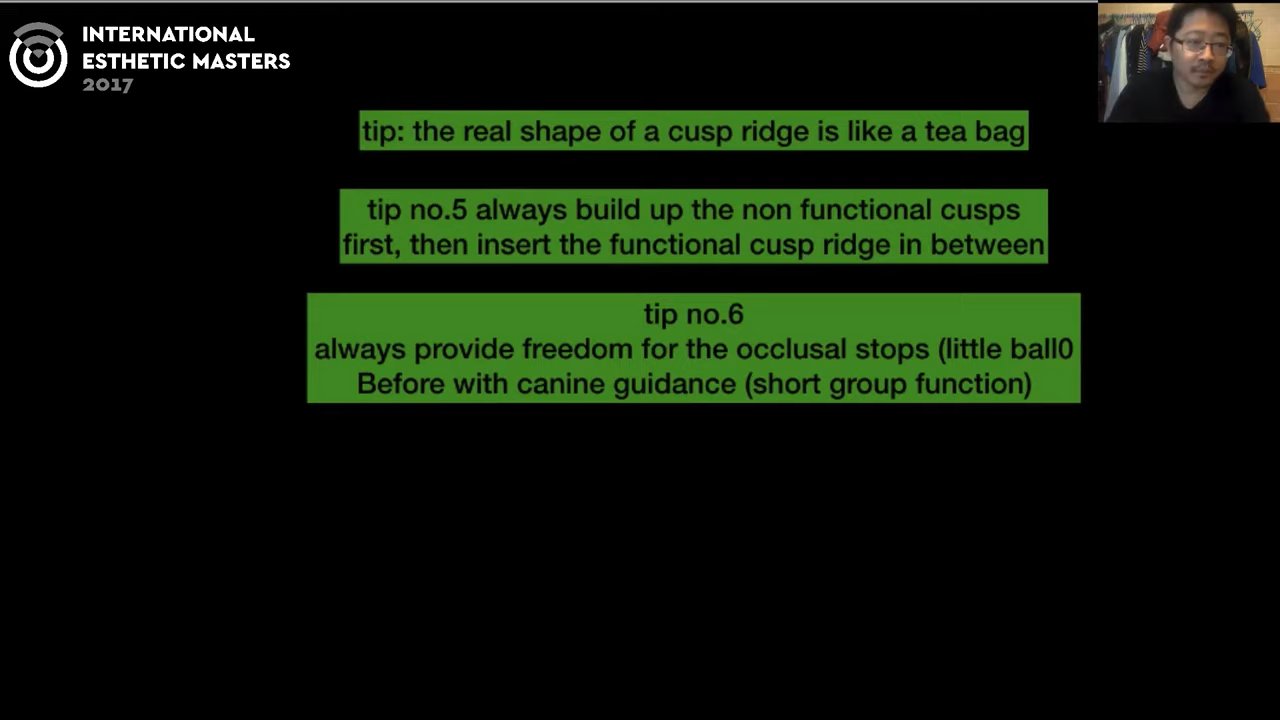 INTERNATIONAL
ESTHETIC MASTERS
2017
tip: the real shape of a cusp ridge is like a tea bag
tip no.5 always build up the non functional cusps
first, then insert the functional cusp ridge in between
tip no.6
always provide freedom for the occlusal stops (little ball0
Before with canine guidance (short group function)